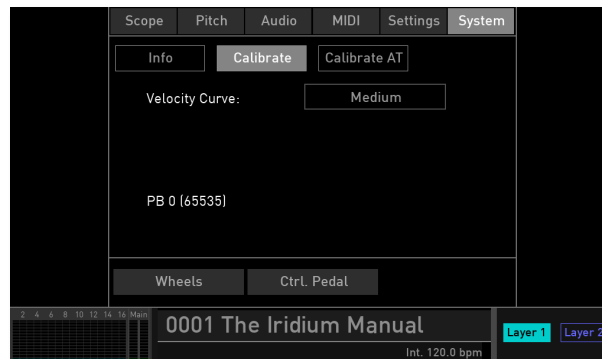 Scope Pitch Audio MIDI Settings System
Info Calibrate Calibrate AT
Velocity Curve: Medium
PB 0 (65535)
Wheels Ctrl. Pedal
2 4 6 8 10 12 14 16 Main
0001 The Iridium Manual
Layer 1 Layer 2
Int. 120.0 bpm